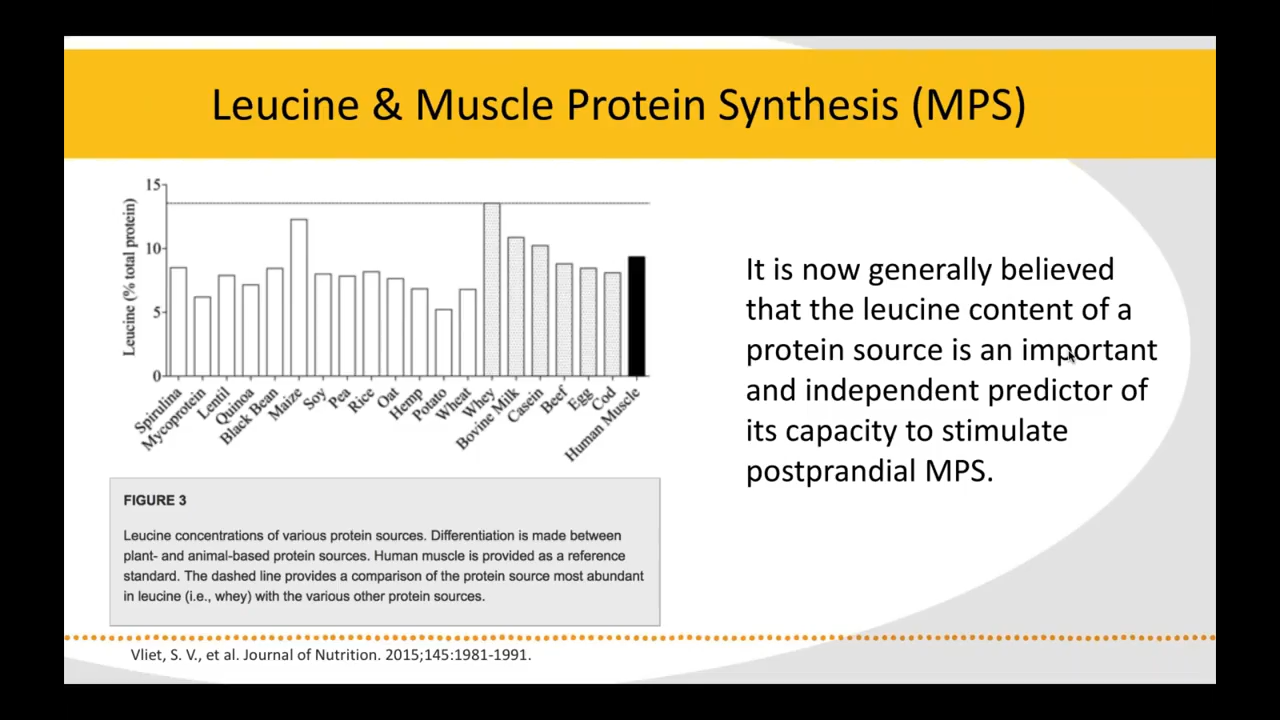 Leucine & Muscle Protein Synthesis (MPS)
Leucine (% total protein)
15
10
5
0
Spirulina
Mycoprotein
Lentil
Quinoa
Black Bean
Maize
Soy
Pea
Rice
Oat
Hemp
Potato
Wheat
Whey
Bovine Milk
Casein
Beef
Egg
Cod
Human Muscle
It is now generally believed
that the leucine content of a
protein source is an important
and independent predictor of
its capacity to stimulate
postprandial MPS.
FIGURE 3
Leucine concentrations of various protein sources. Differentiation is made between
plant- and animal-based protein sources. Human muscle is provided as a reference
standard. The dashed line provides a comparison of the protein source most abundant
in leucine (i.e., whey) with the various other protein sources.
Vliet, S. V., et al. Journal of Nutrition. 2015;145:1981-1991.